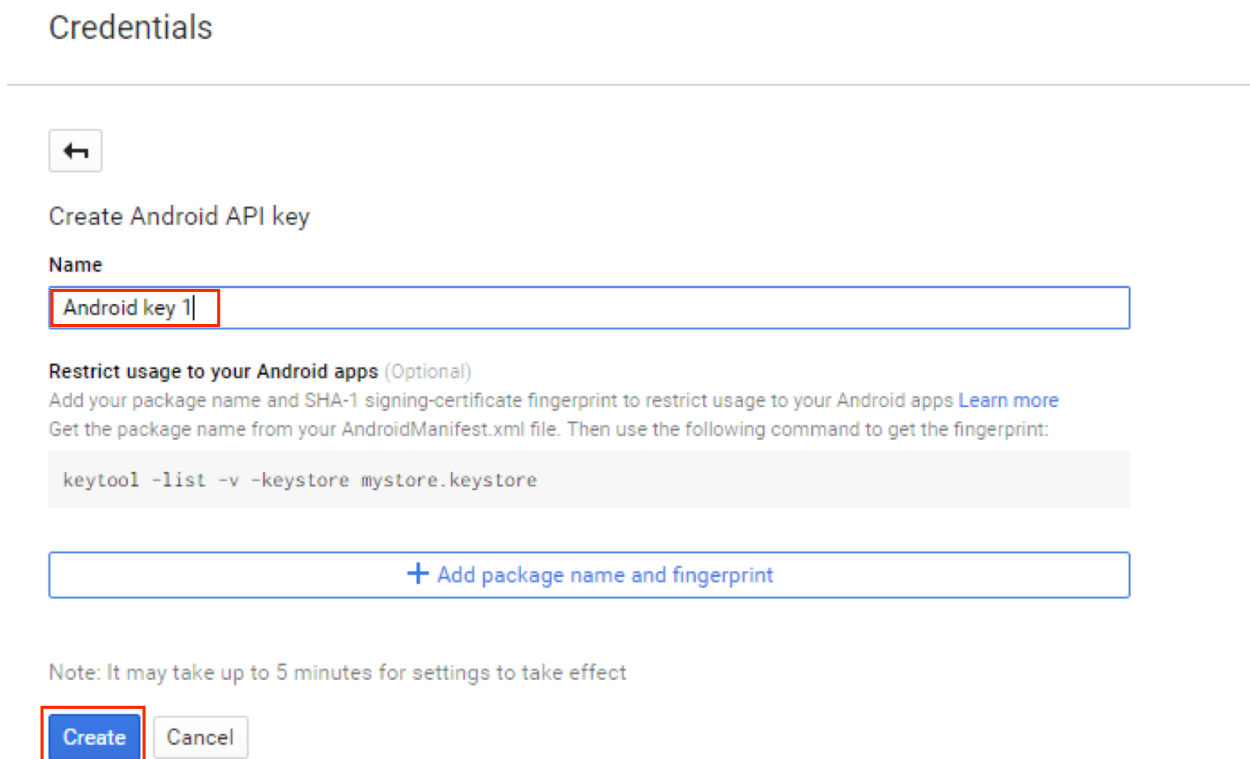 Credentials
Create Android API key
Name
Android key 1
Restrict usage to your Android apps (Optional)
Add your package name and SHA-1 signing-certificate fingerprint to restrict usage to your Android apps Learn more
Get the package name from your AndroidManifest.xml file. Then use the following command to get the fingerprint:
keytool -list -v -keystore mystore.keystore
+ Add package name and fingerprint
Note: It may take up to 5 minutes for settings to take effect
Create Cancel